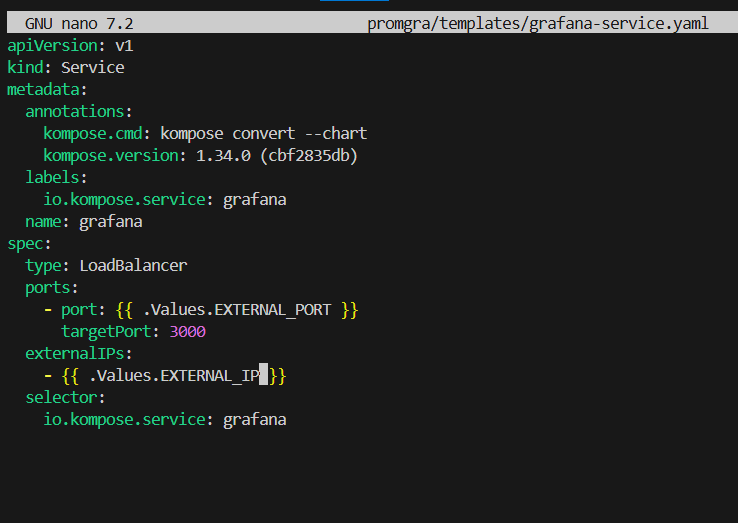 GNU nano 7.2 promgra/templates/grafana-service.yaml
apiVersion: v1
kind: Service
metadata:
  annotations:
    kompose.cmd: kompose convert --chart
    kompose.version: 1.34.0 (cbf2835db)
  labels:
    io.kompose.service: grafana
  name: grafana
spec:
  type: LoadBalancer
  ports:
    - port: {{ .Values.EXTERNAL_PORT }}
      targetPort: 3000
  externalIPs:
    - {{ .Values.EXTERNAL_IP }}
  selector:
    io.kompose.service: grafana